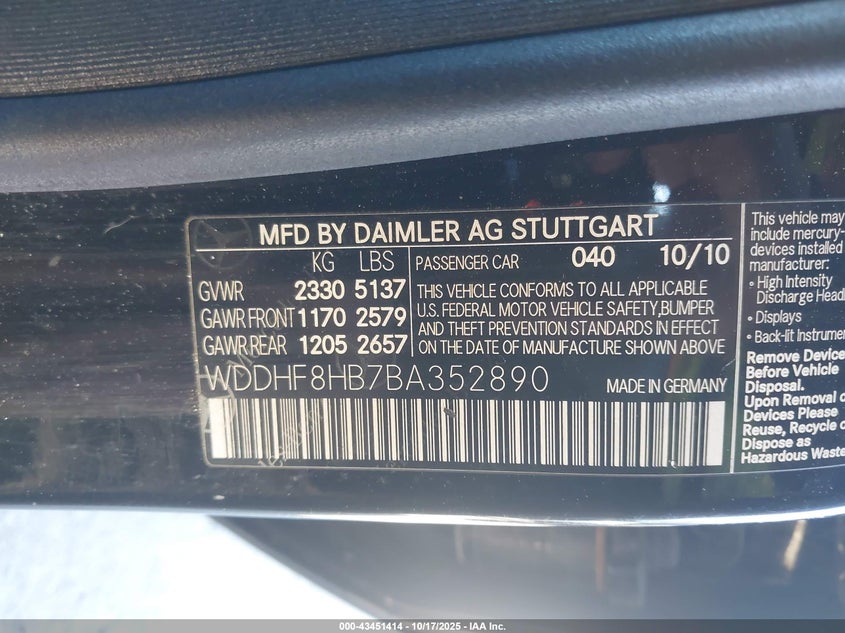 MFD BY DAIMLER AG STUTTGART
KG LBS
GVWR 2330 5137
GAWR FRONT 1170 2579
GAWR REAR 1205 2657
PASSENGER CAR 040 10/10
THIS VEHICLE CONFORMS TO ALL APPLICABLE
U.S. FEDERAL MOTOR VEHICLE SAFETY,BUMPER
AND THEFT PREVENTION STANDARDS IN EFFECT
ON THE DATE OF MANUFACTURE SHOWN ABOVE
WDDHF8HB7BA352890
MADE IN GERMANY
This vehicle may
include mercury-
devices installed
manufacturer:
• High Intensity
Discharge Head
• Displays
• Back-lit Instrume
Remove Device
Before Vehicle
Disposal.
Upon Removal o
Devices Please
Reuse, Recycle o
Dispose as
Hazardous Waste
000-43451414 - 10/17/2025 - IAA Inc.